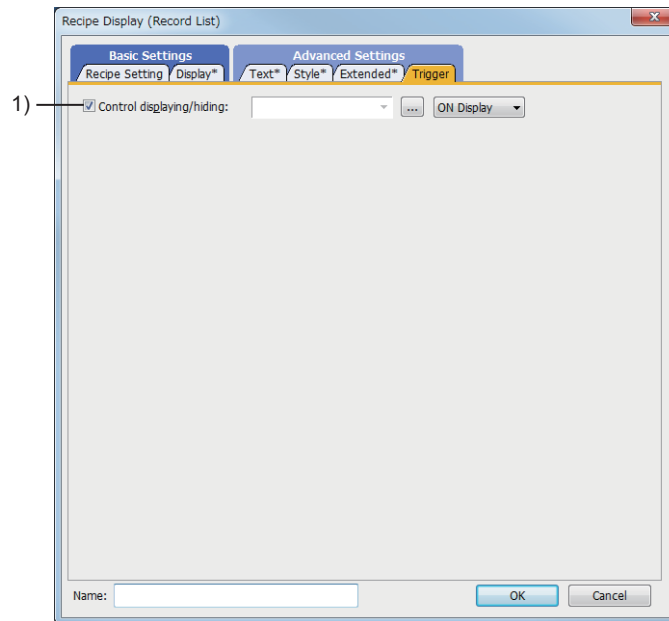 Recipe Display (Record List)
Basic Settings
Advanced Settings
Recipe Setting Display* Text* Style* Extended* Trigger
1) Control displaying/hiding: ... ON Display
Name: OK Cancel